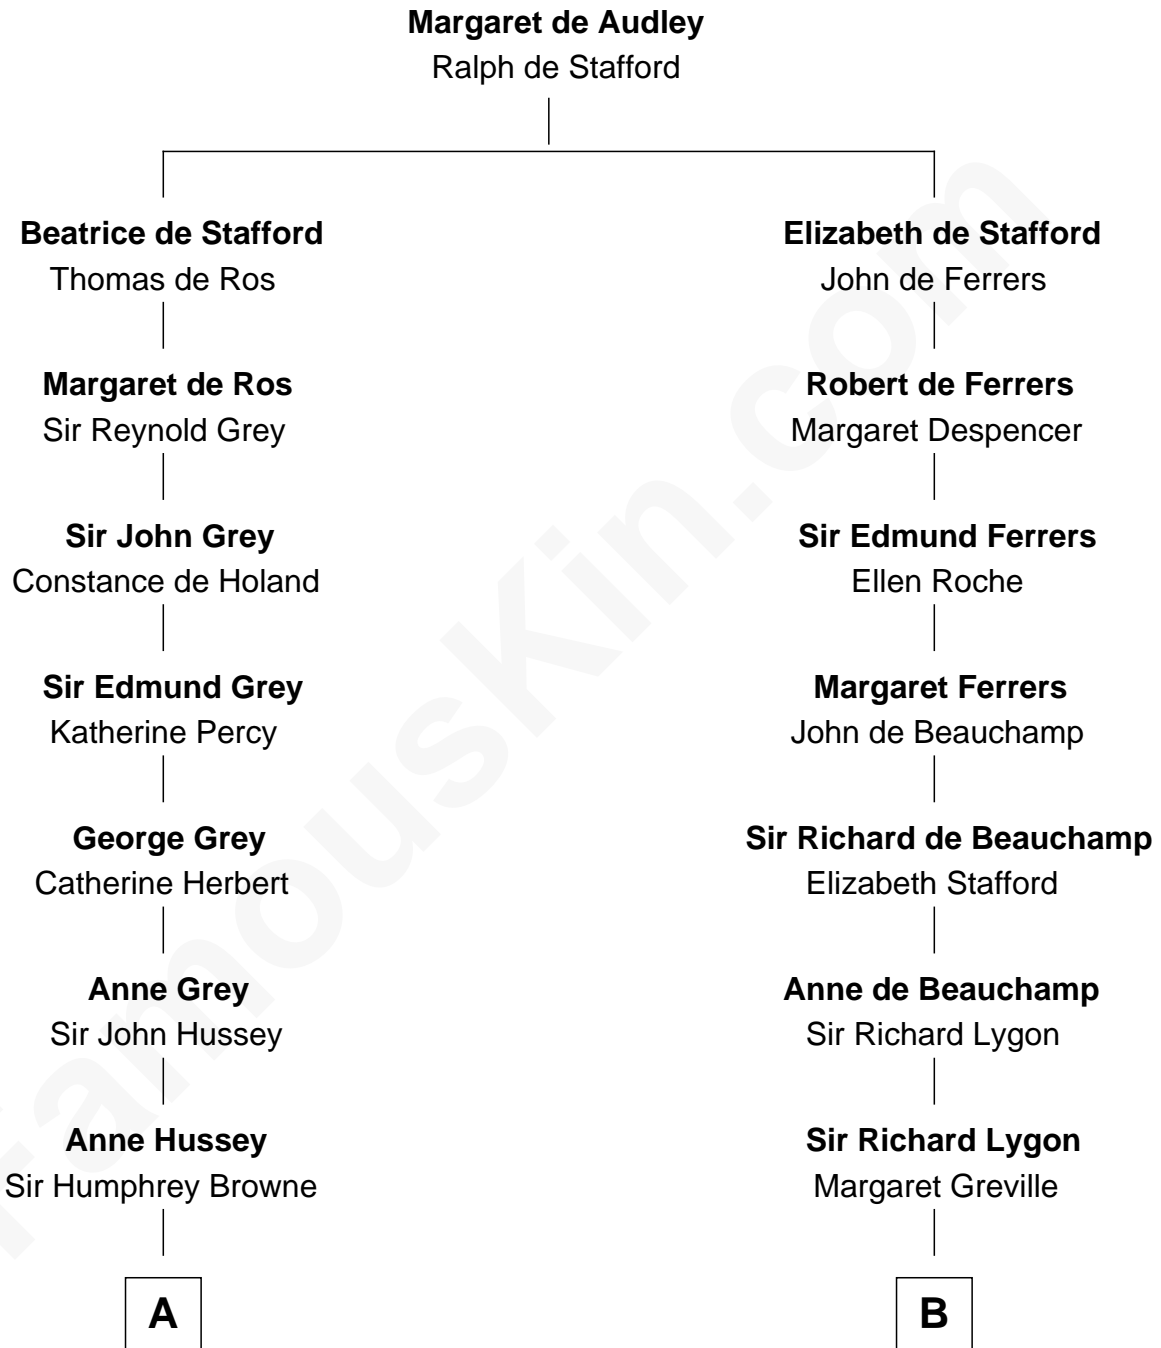 Margaret de Audley
Ralph de Stafford
Beatrice de Stafford
Thomas de Ros
Elizabeth de Stafford
John de Ferrers
Margaret de Ros
Sir Reynold Grey
Robert de Ferrers
Margaret Despencer
Sir John Grey
Constance de Holand
Sir Edmund Ferrers
Ellen Roche
Sir Edmund Grey
Katherine Percy
Margaret Ferrers
John de Beauchamp
George Grey
Catherine Herbert
Sir Richard de Beauchamp
Elizabeth Stafford
Anne Grey
Sir John Hussey
Anne de Beauchamp
Sir Richard Lygon
Anne Hussey
Sir Humphrey Browne
Sir Richard Lygon
Margaret Greville
A
B
FamousKin.com